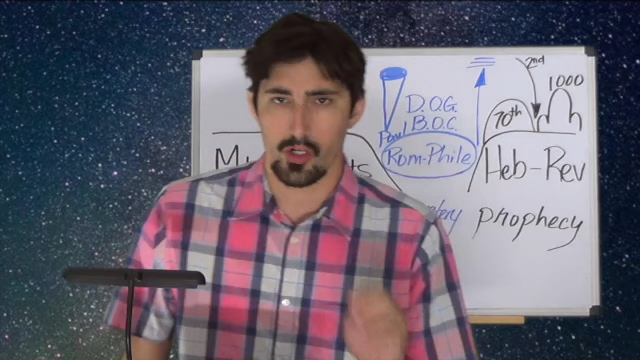 2nd
1000
D.O.G.
70th
B.O.C.
Paul
Rom-Phile
Heb-Rev
prophecy